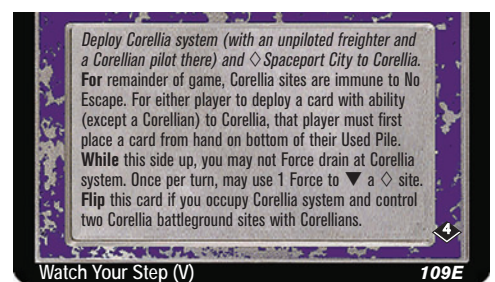 Deploy Corellia system (with an unpiloted freighter and
a Corellian pilot there) and ♢Spaceport City to Corellia.
For remainder of game, Corellia sites are immune to No
Escape. For either player to deploy a card with ability
(except a Corellian) to Corellia, that player must first
place a card from hand on bottom of their Used Pile.
While this side up, you may not Force drain at Corellia
system. Once per turn, may use 1 Force to ▼ a ♢ site.
Flip this card if you occupy Corellia system and control
two Corellia battleground sites with Corellians.
4
Watch Your Step (V) 109E